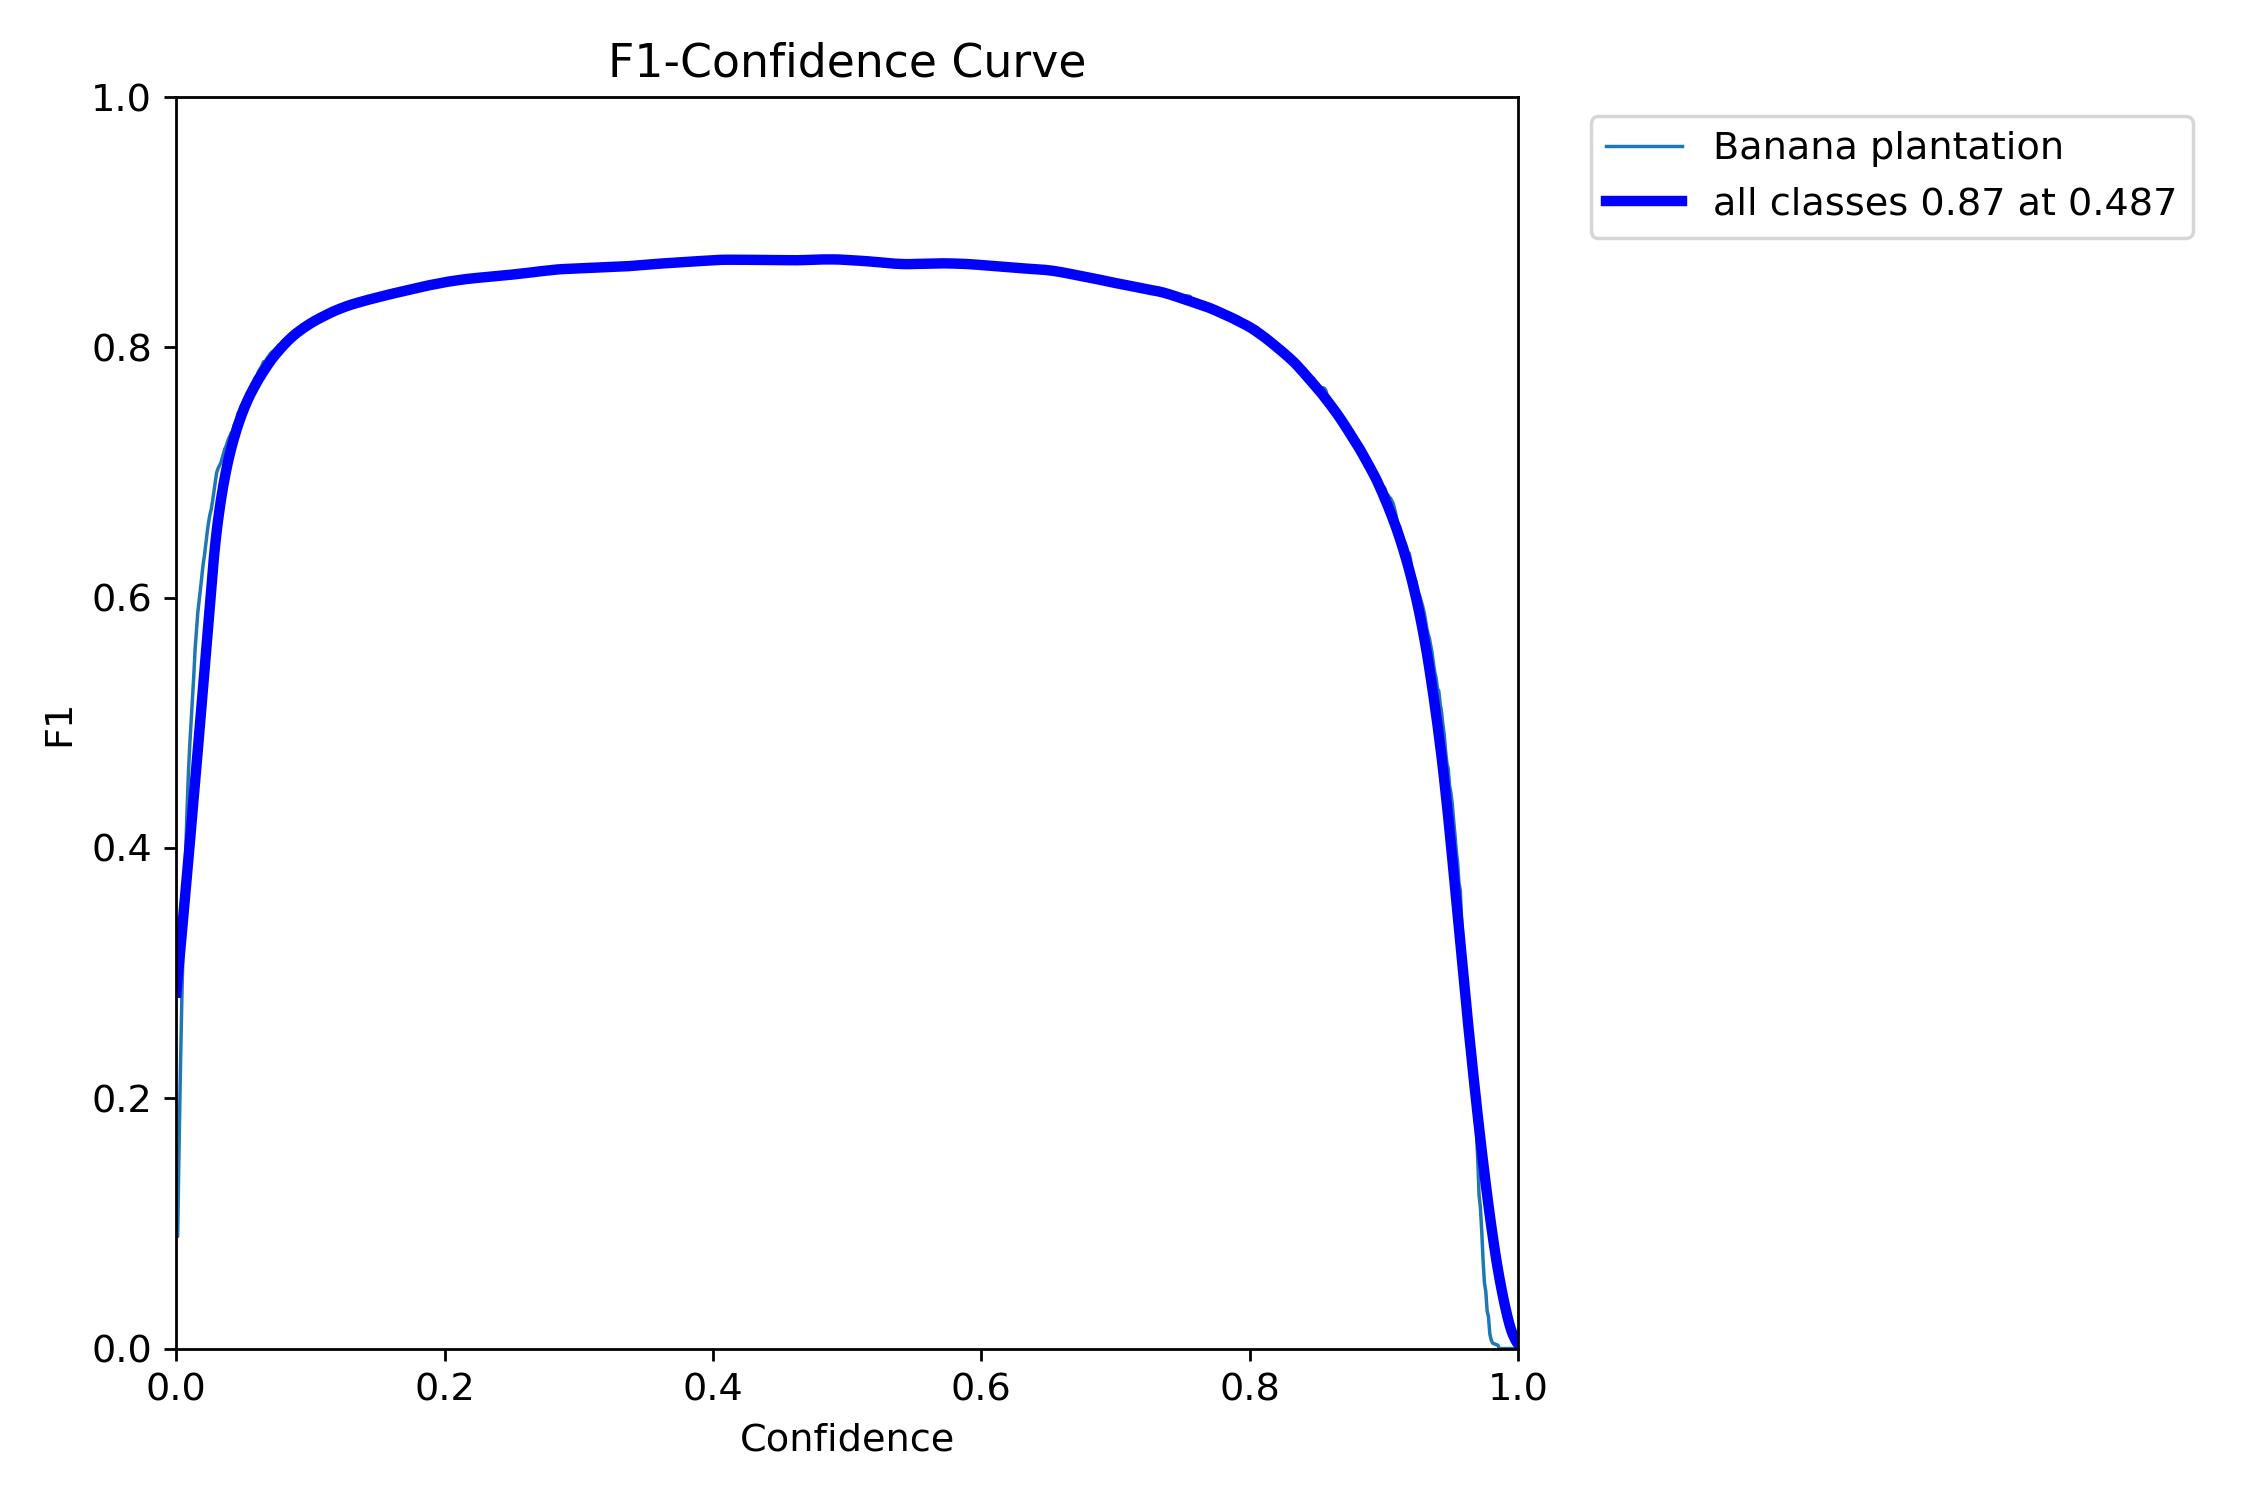 F1-Confidence Curve
1.0
0.8
0.6
0.4
0.2
0.0
F1
0.0 0.2 0.4 0.6 0.8 1.0
Confidence
Banana plantation
all classes 0.87 at 0.487